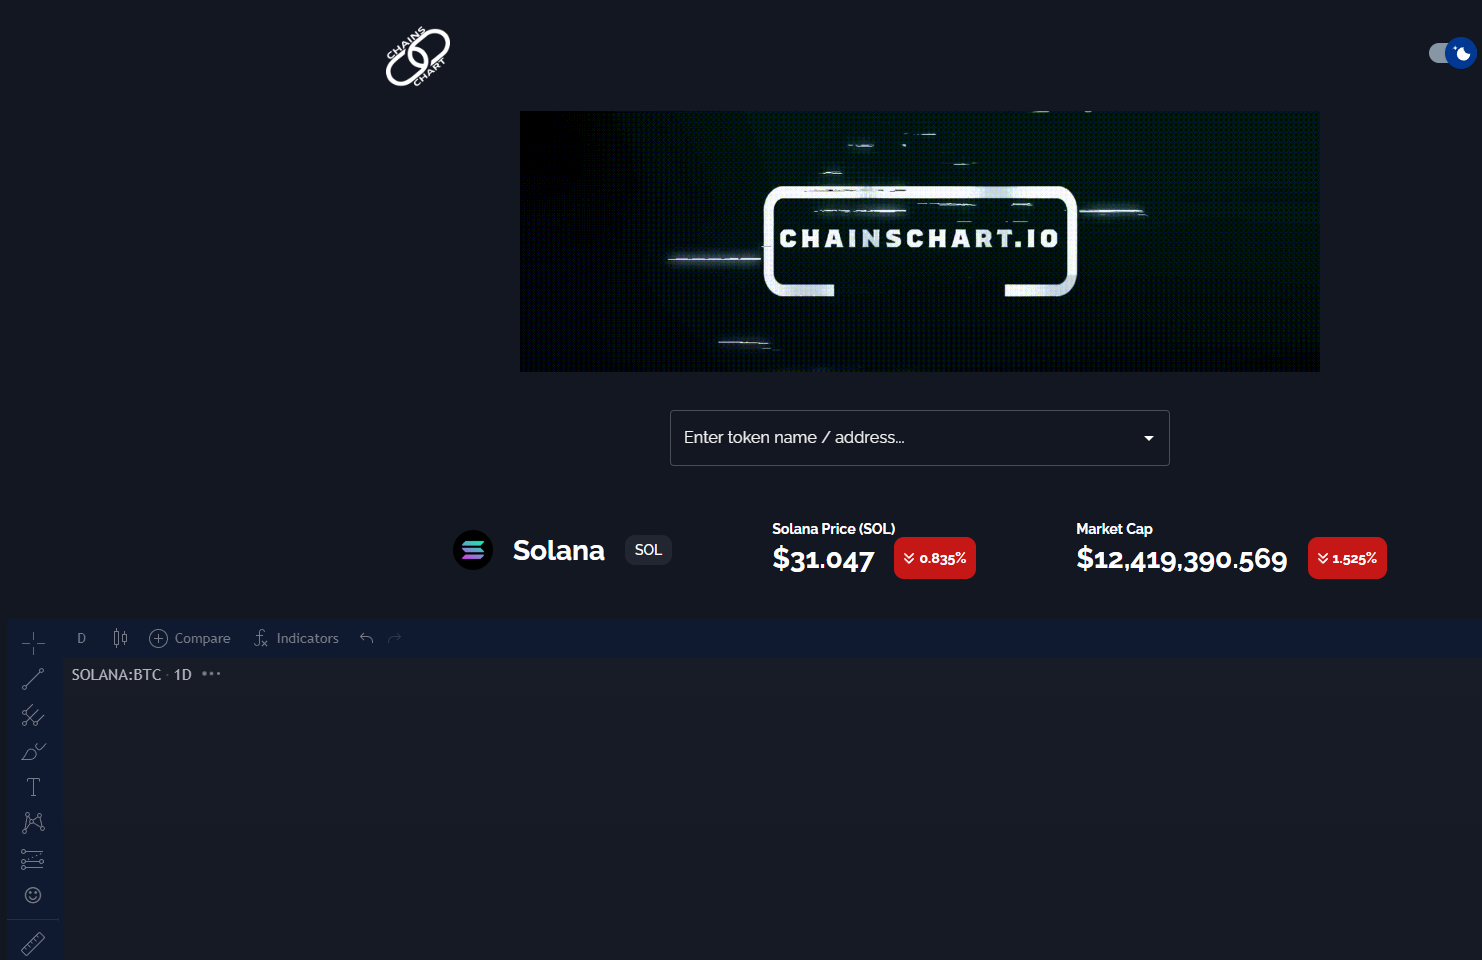 CHAINS
CHART
CHAINSCHART.IO
Enter token name / address...
Solana SOL
Solana Price (SOL)
$31.047 0.835%
Market Cap
$12,419,390.569 1.525%
D Compare Indicators
SOLANA:BTC · 1D